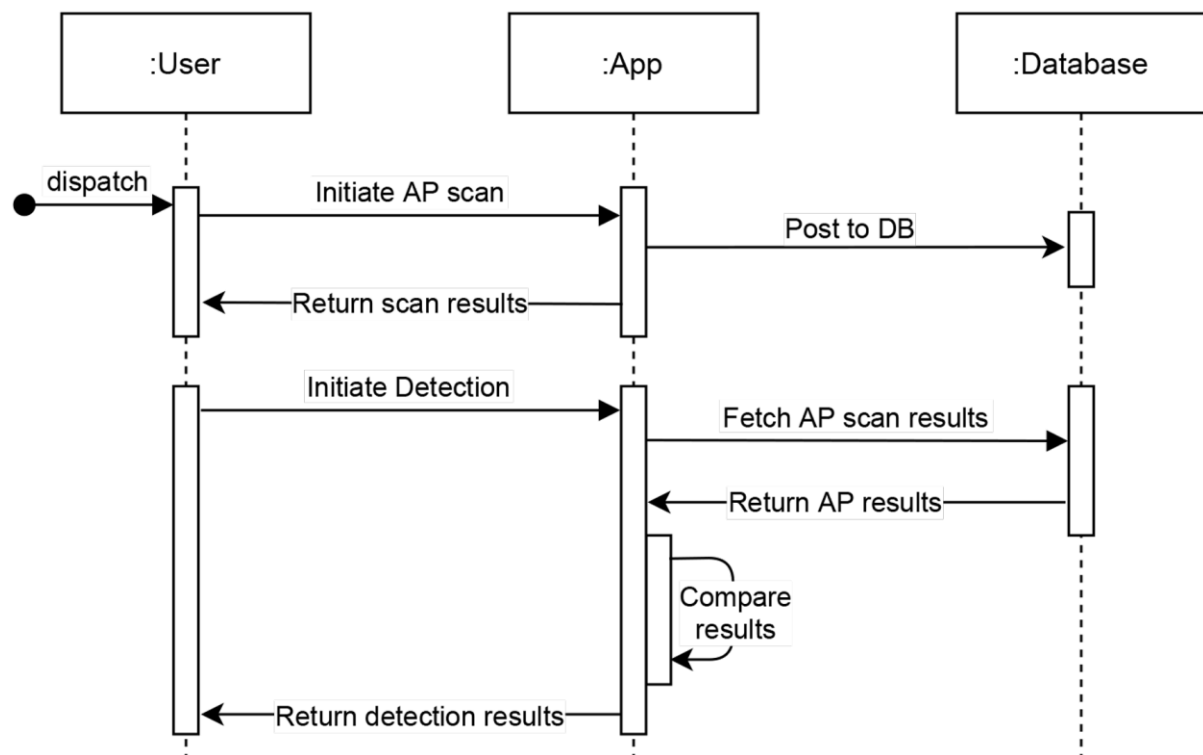 :User
:App
:Database
dispatch
Initiate AP scan
Post to DB
Return scan results
Initiate Detection
Fetch AP scan results
Return AP results
Compare
results
Return detection results